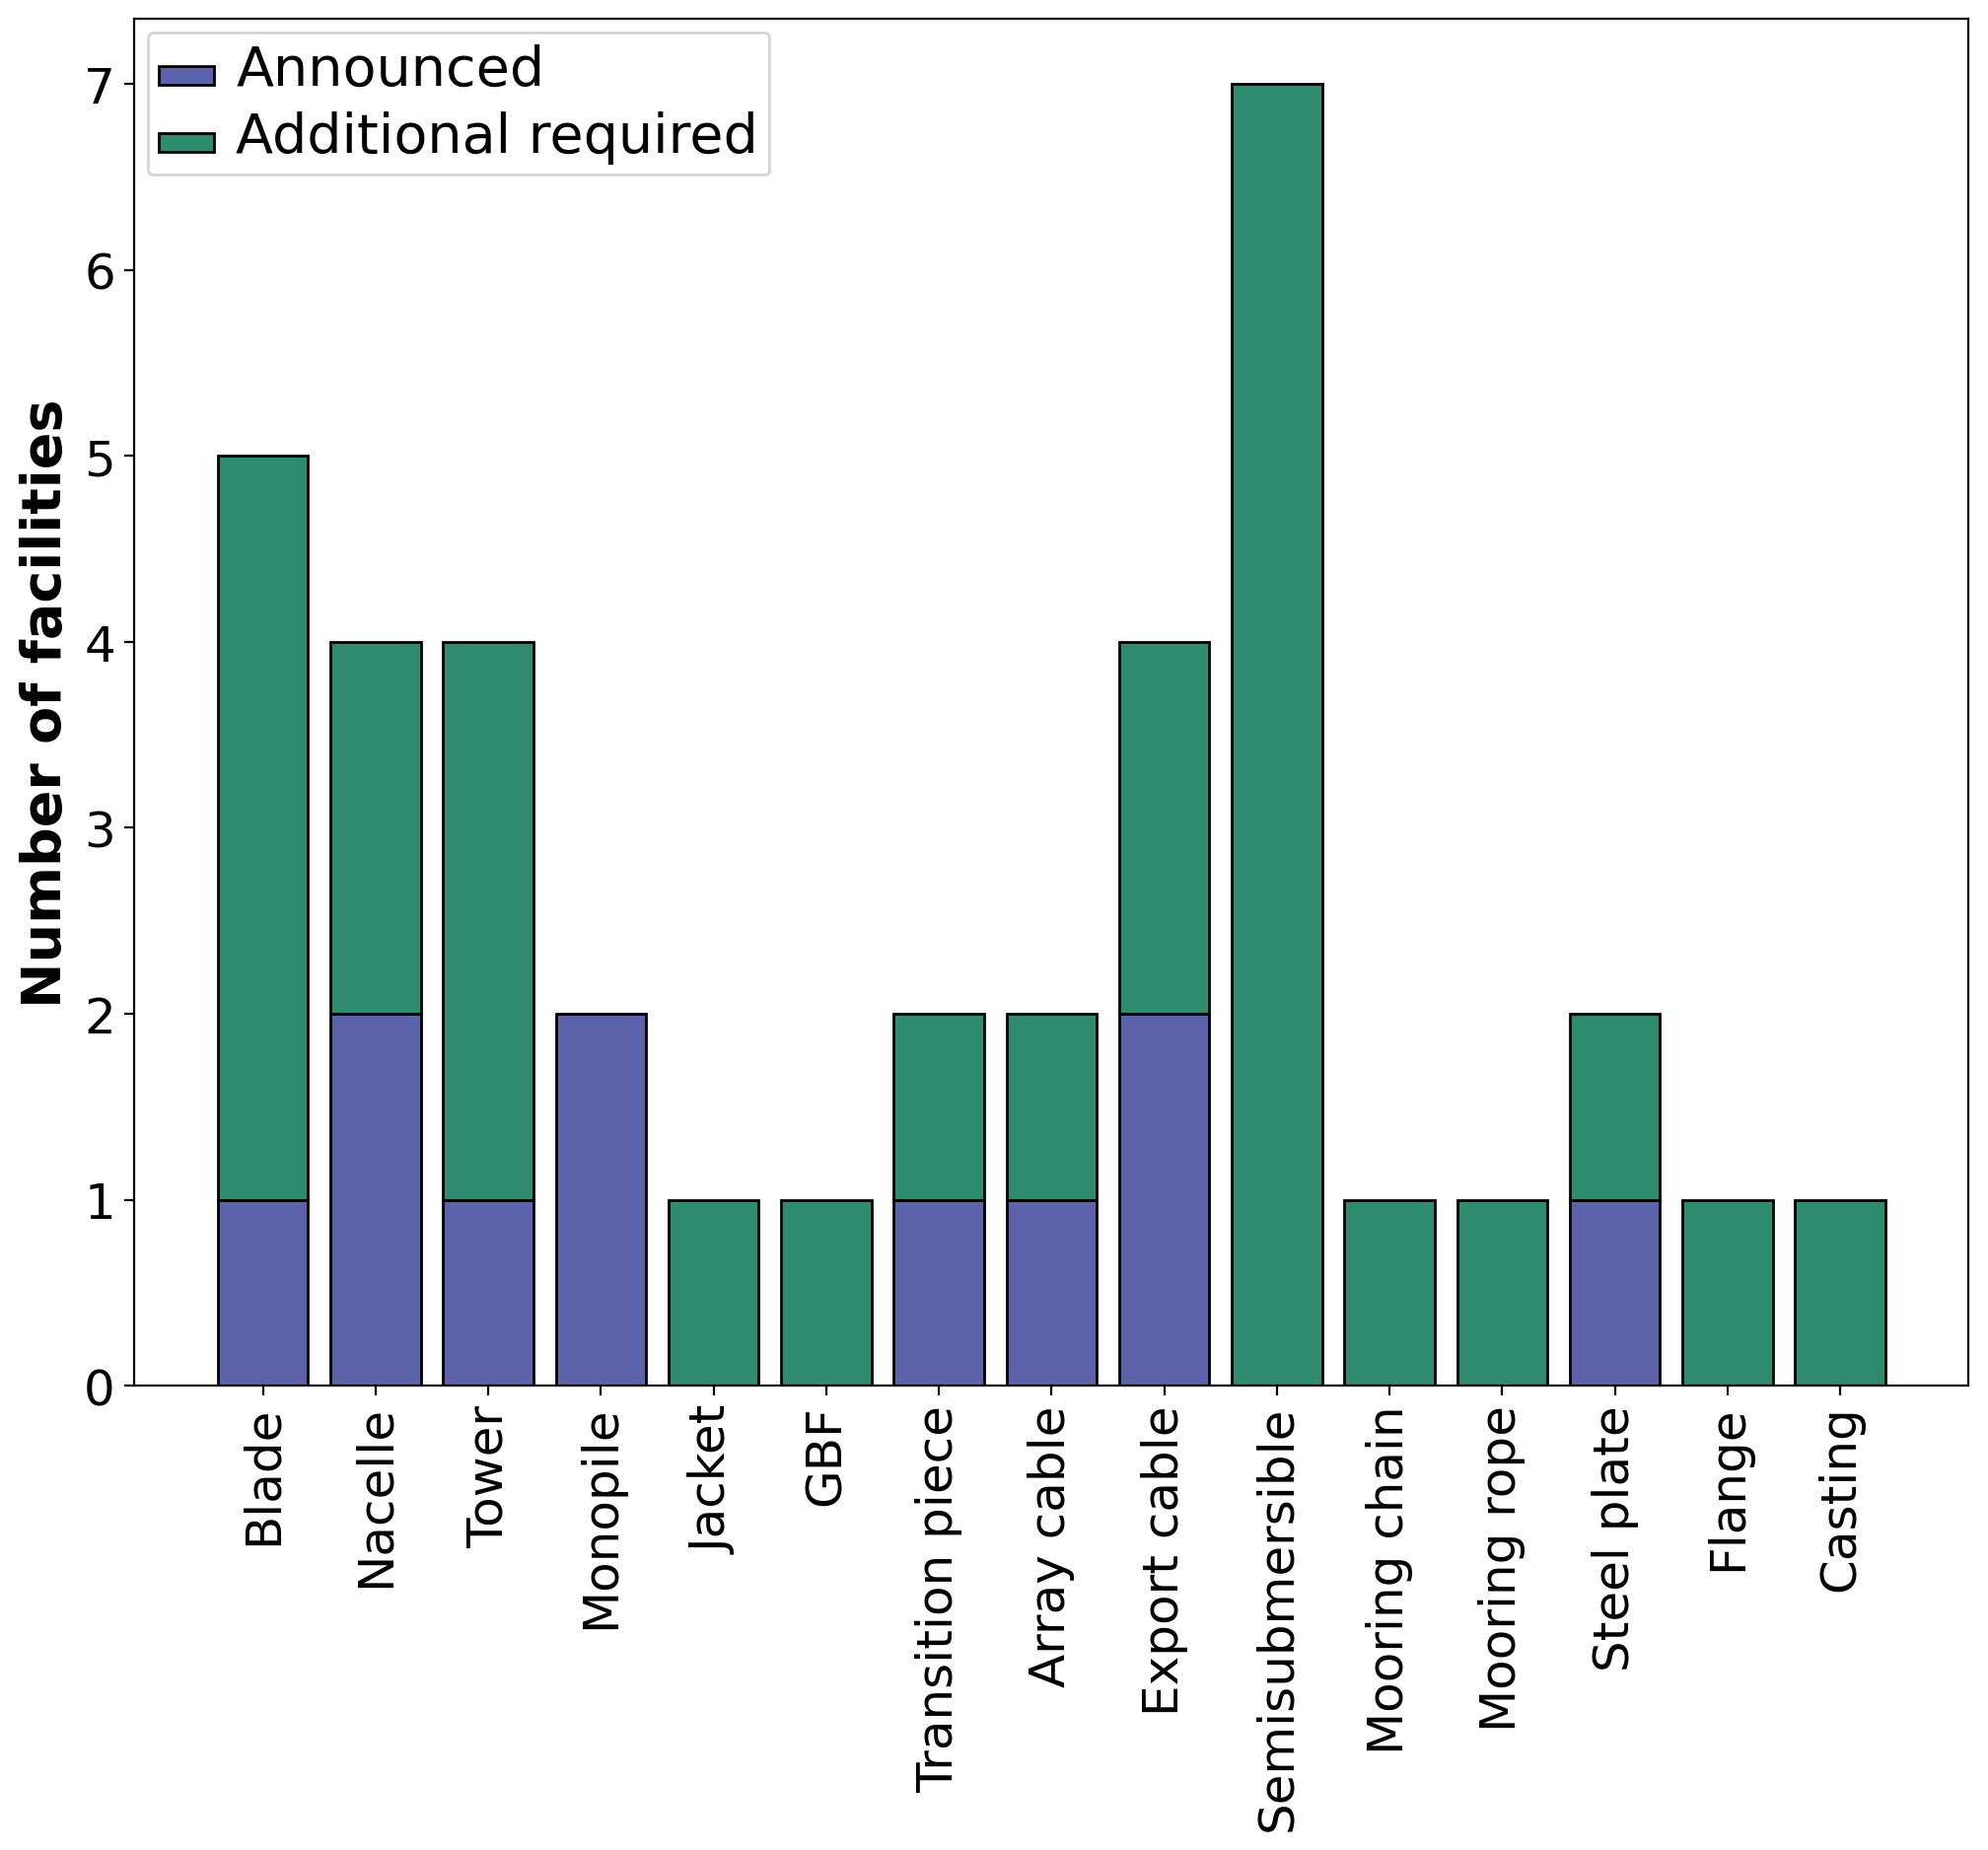 Announced
Additional required
Number of facilities
7
6
5
4
3
2
1
0
Blade
Nacelle
Tower
Monopile
Jacket
GBF
Transition piece
Array cable
Export cable
Semisubmersible
Mooring chain
Mooring rope
Steel plate
Flange
Casting